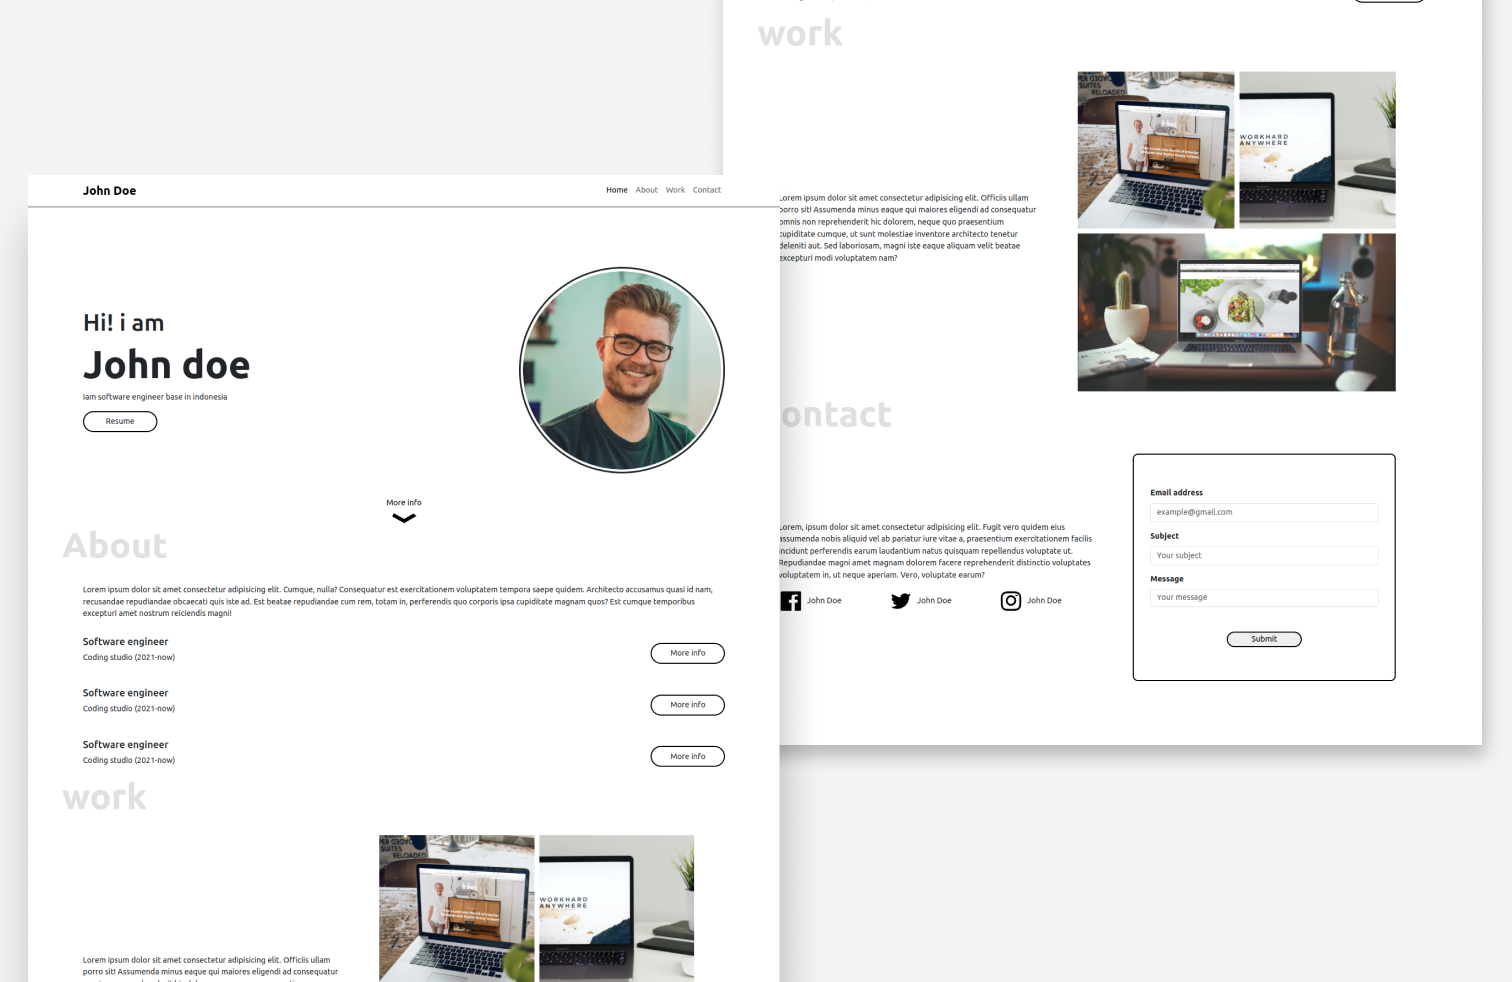 John Doe
Home About Work Contact
Hi! i am
John doe
Iam software engineer base in indonesia
Resume
More info
About
Lorem ipsum dolor sit amet consectetur adipisicing elit. Cumque, nulla? Consequatur est exercitationem voluptatem tempora saepe quidem. Architecto accusamus quasi id nam,
recusandae repudiandae obcaecati quis iste ad. Est beatae repudiandae cum rem, totam in, perferendis quo corporis ipsa cupiditate magnam quos? Est cumque temporibus
excepturi amet nostrum reiciendis magni!
Software engineer
Coding studio (2021-now)
More info
Software engineer
Coding studio (2021-now)
More info
Software engineer
Coding studio (2021-now)
More info
work
SUITES
RELOADED
WORKHARD
ANYWHERE
Lorem ipsum dolor sit amet consectetur adipisicing elit. Officiis ullam
porro sit! Assumenda minus eaque qui maiores eligendi ad consequatur
work
SUITES
RELOADED
WORKHARD
ANYWHERE
Lorem ipsum dolor sit amet consectetur adipisicing elit. Officiis ullam
porro sit! Assumenda minus eaque qui maiores eligendi ad consequatur
omnis non reprehenderit hic dolorem, neque quo praesentium
cupiditate cumque, ut sunt molestiae inventore architecto tenetur
deleniti aut. Sed laboriosam, magni iste eaque aliquam velit beatae
excepturi modi voluptatem nam?
ontact
Lorem, ipsum dolor sit amet consectetur adipisicing elit. Fugit vero quidem eius
assumenda nobis aliquid vel ab pariatur iure vitae a, praesentium exercitationem facilis
incidunt perferendis earum laudantium natus quisquam repellendus voluptate ut.
Repudiandae magni amet magnam dolorem facere reprehenderit distinctio voluptates
voluptatem in, ut neque aperiam. Vero, voluptate earum?
John Doe John Doe John Doe
Email address
example@gmail.com
Subject
Your subject
Message
Your message
Submit